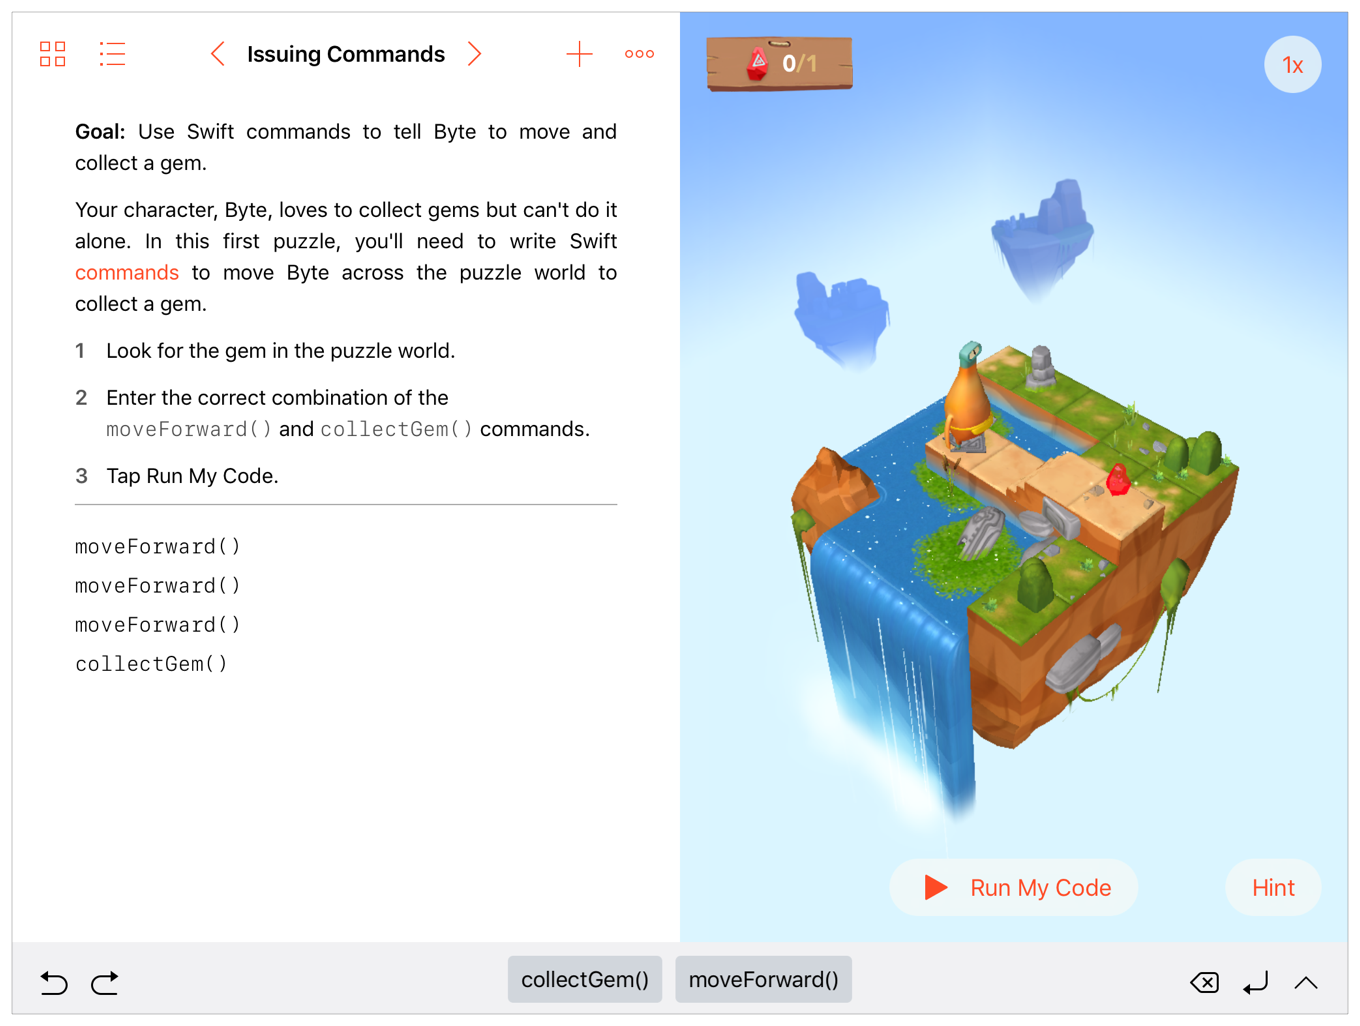 Issuing Commands
Goal: Use Swift commands to tell Byte to move and
collect a gem.
Your character, Byte, loves to collect gems but can't do it
alone. In this first puzzle, you'll need to write Swift
commands to move Byte across the puzzle world to
collect a gem.
1 Look for the gem in the puzzle world.
2 Enter the correct combination of the
moveForward() and collectGem() commands.
3 Tap Run My Code.
moveForward()
moveForward()
moveForward()
collectGem()
0/1
1x
Run My Code
Hint
collectGem()
moveForward()